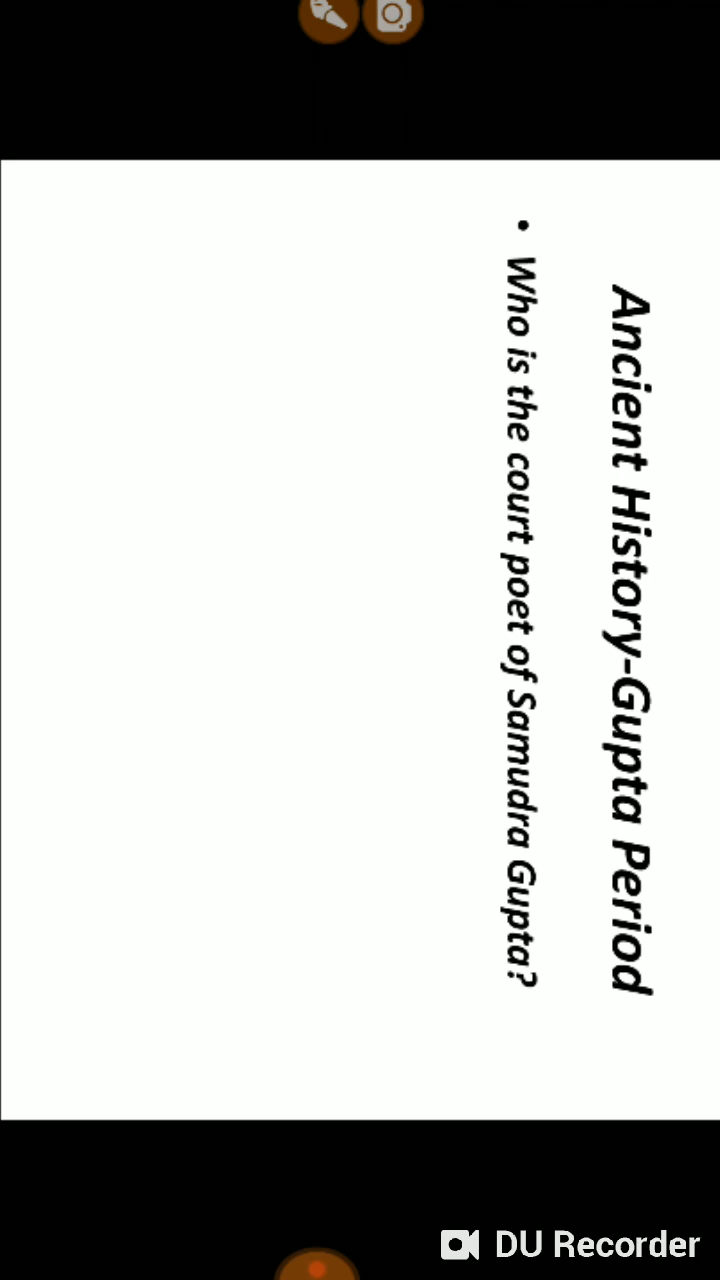 Ancient History-Gupta Period
• Who is the court poet of Samudra Gupta?
DU Recorder